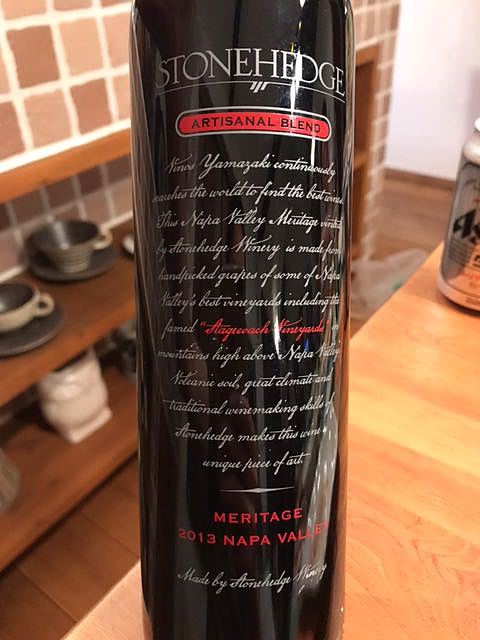 STONEHEDGE
ARTISANAL BLEND
Vinos Yamazaki continuously
searches the world to find the best wines
This Napa Valley Meritage vinted
by Stonehedge Winery is made from
handpicked grapes of some of Napa
Valley's best vineyards including the
famed "Stagecoach Vineyards"
mountains high above Napa Valley.
Volcanic soil, great climate and
traditional winemaking skills of
Stonehedge makes this wine a
unique piece of art.
MERITAGE
2013 NAPA VALLEY
Made by Stonehedge Winery